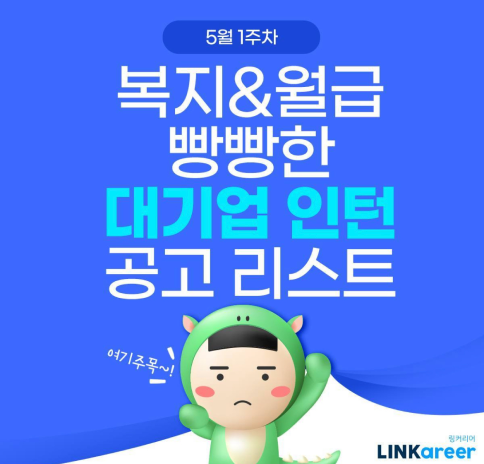 5월 1주차
복지&월급
빵빵한
대기업 인턴
공고 리스트
여기주목~!
링커리어
LINKareer